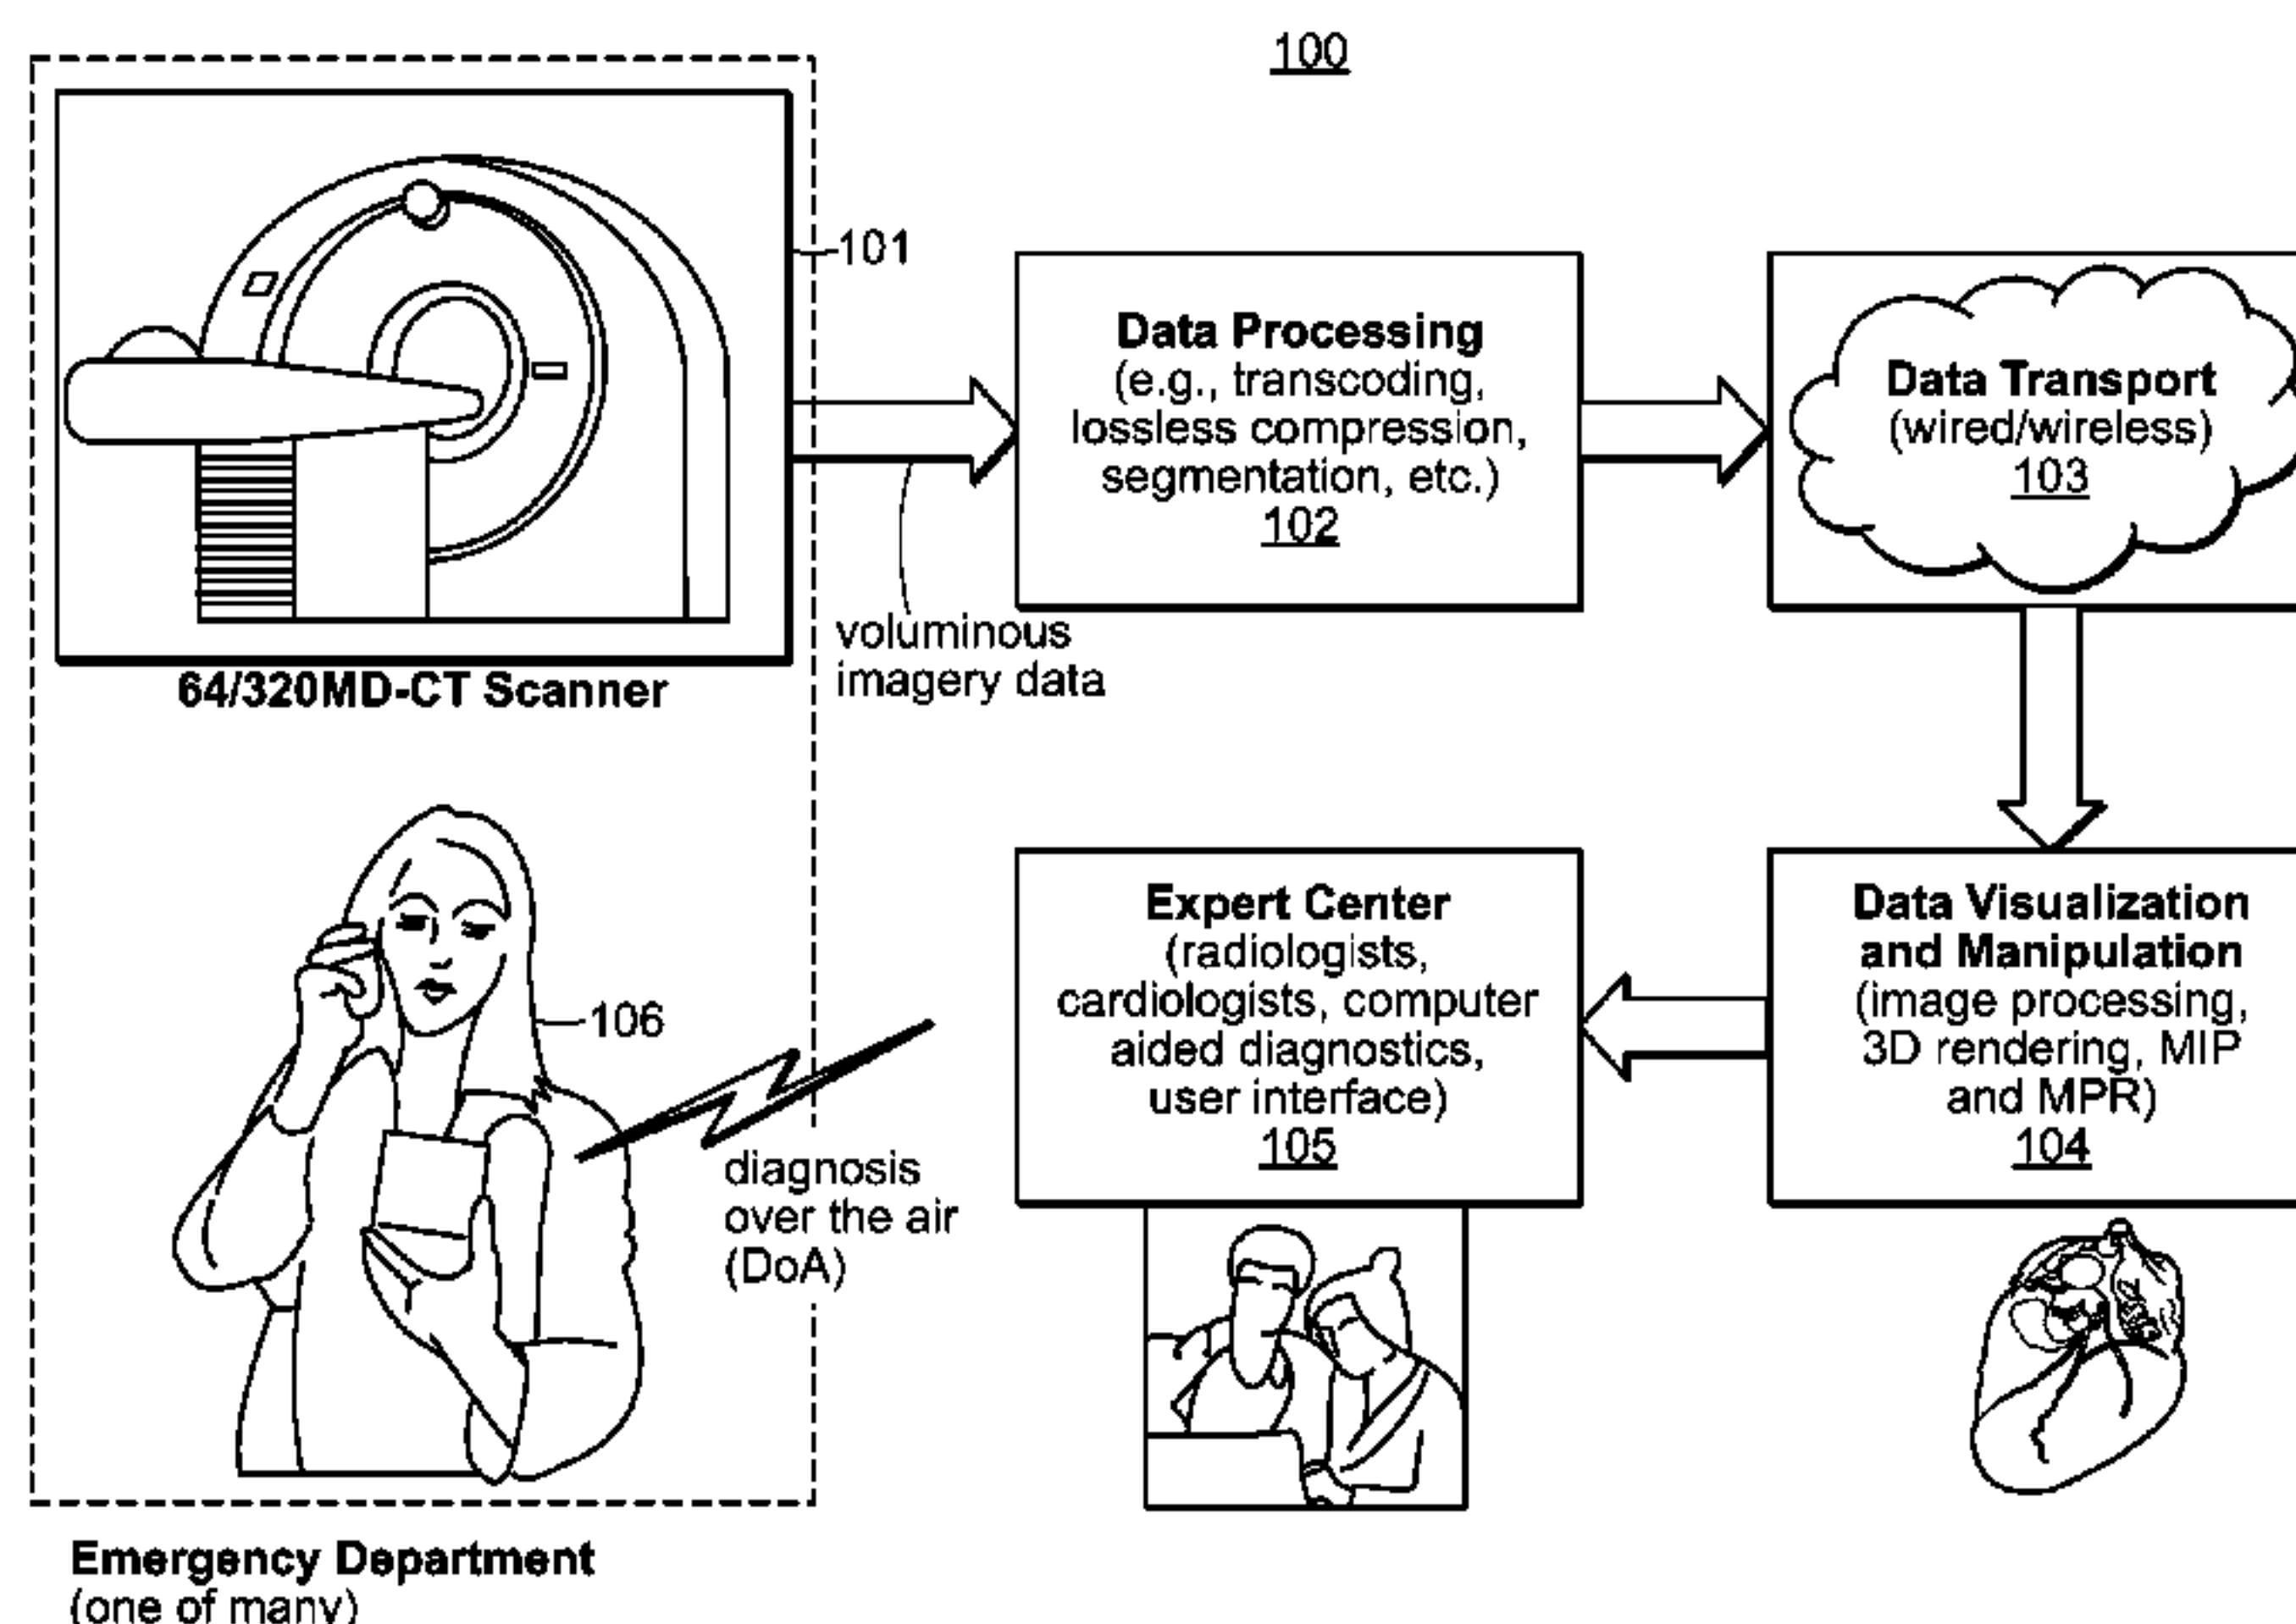 100
101
64/320MD-CT Scanner
voluminous
imagery data
Data Processing
(e.g., transcoding,
lossless compression,
segmentation, etc.)
102
Data Transport
(wired/wireless)
103
Data Visualization
and Manipulation
(image processing,
3D rendering, MIP
and MPR)
104
Expert Center
(radiologists,
cardiologists, computer
aided diagnostics,
user interface)
105
106
diagnosis
over the air
(DoA)
Emergency Department
(one of many)